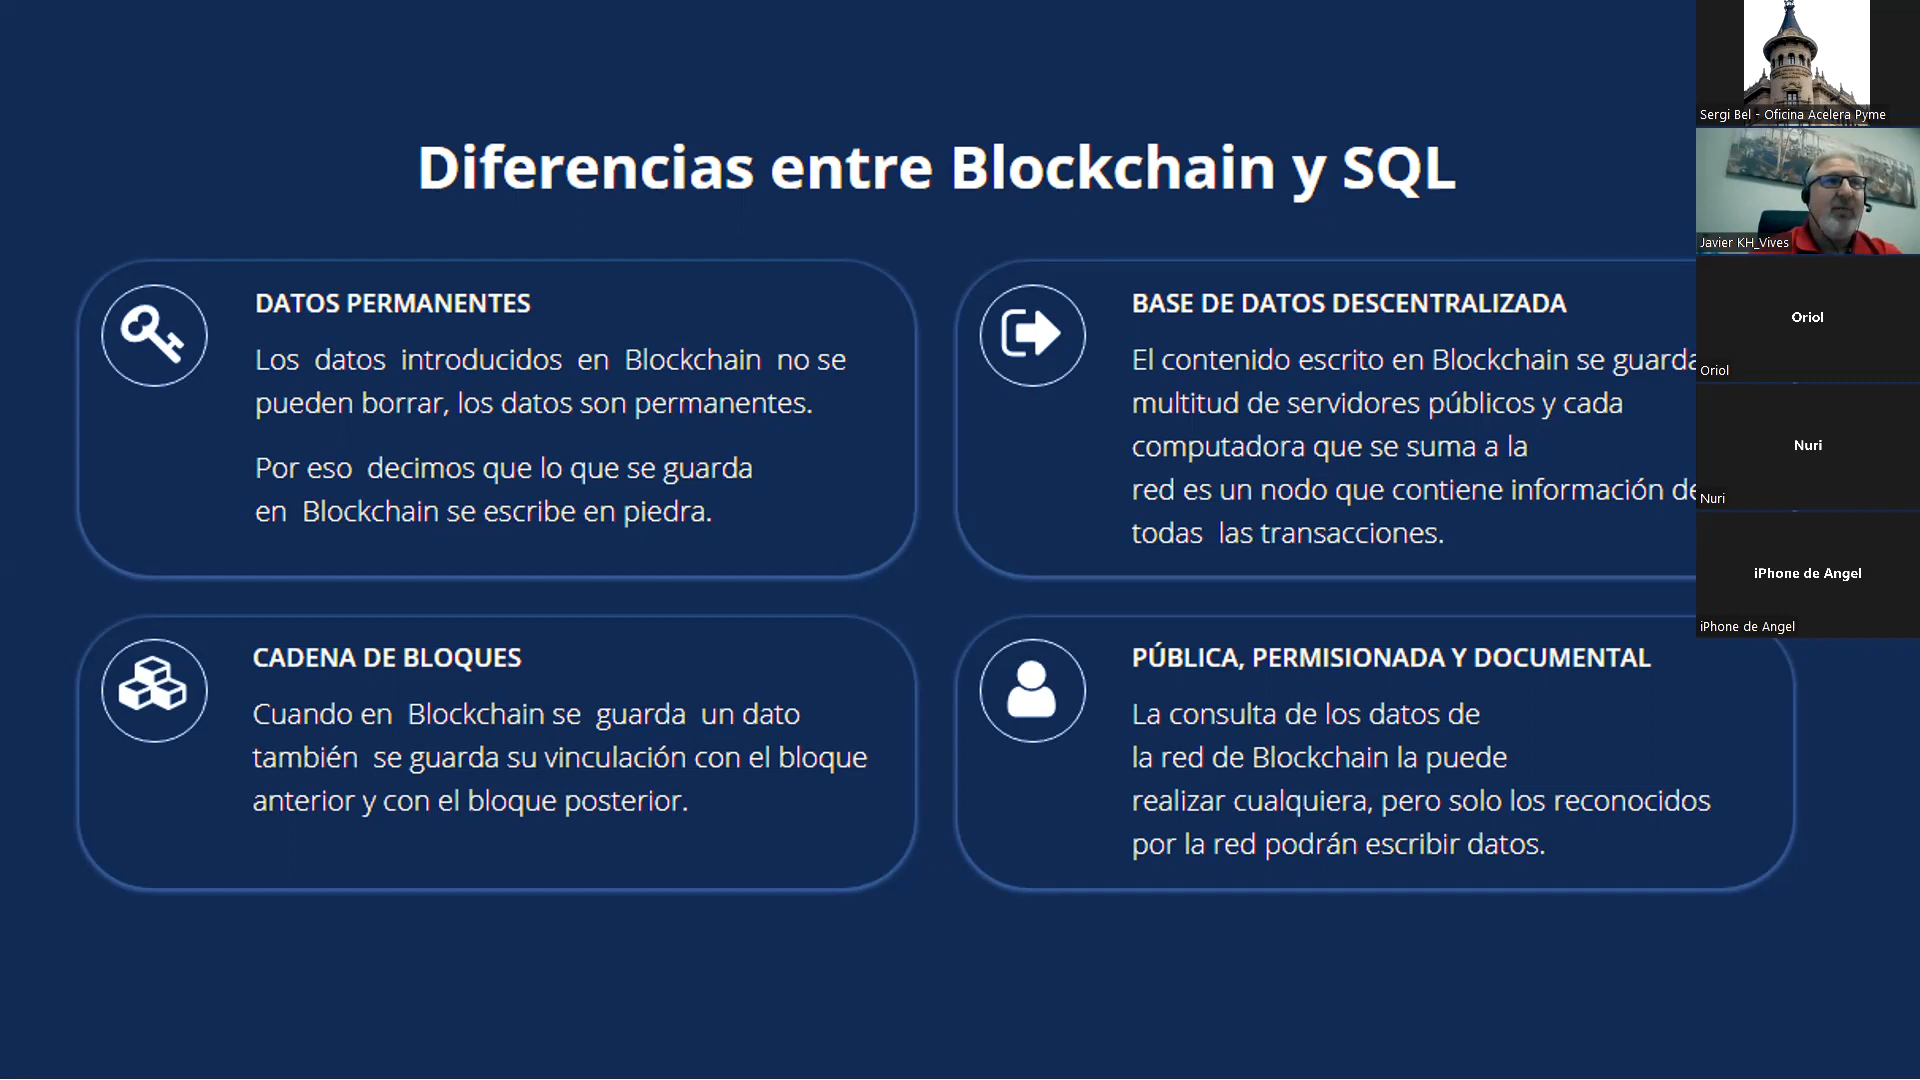 Diferencias entre Blockchain y SQL
DATOS PERMANENTES
Los datos introducidos en Blockchain no se
pueden borrar, los datos son permanentes.
Por eso decimos que lo que se guarda
en Blockchain se escribe en piedra.
BASE DE DATOS DESCENTRALIZADA
El contenido escrito en Blockchain se guarda
multitud de servidores públicos y cada
computadora que se suma a la
red es un nodo que contiene información de
todas las transacciones.
CADENA DE BLOQUES
Cuando en Blockchain se guarda un dato
también se guarda su vinculación con el bloque
anterior y con el bloque posterior.
PÚBLICA, PERMISIONADA Y DOCUMENTAL
La consulta de los datos de
la red de Blockchain la puede
realizar cualquiera, pero solo los reconocidos
por la red podrán escribir datos.
Sergi Bel - Oficina Acelera Pyme
Javier KH_Vives
Oriol
Oriol
Nuri
Nuri
iPhone de Angel
iPhone de Angel